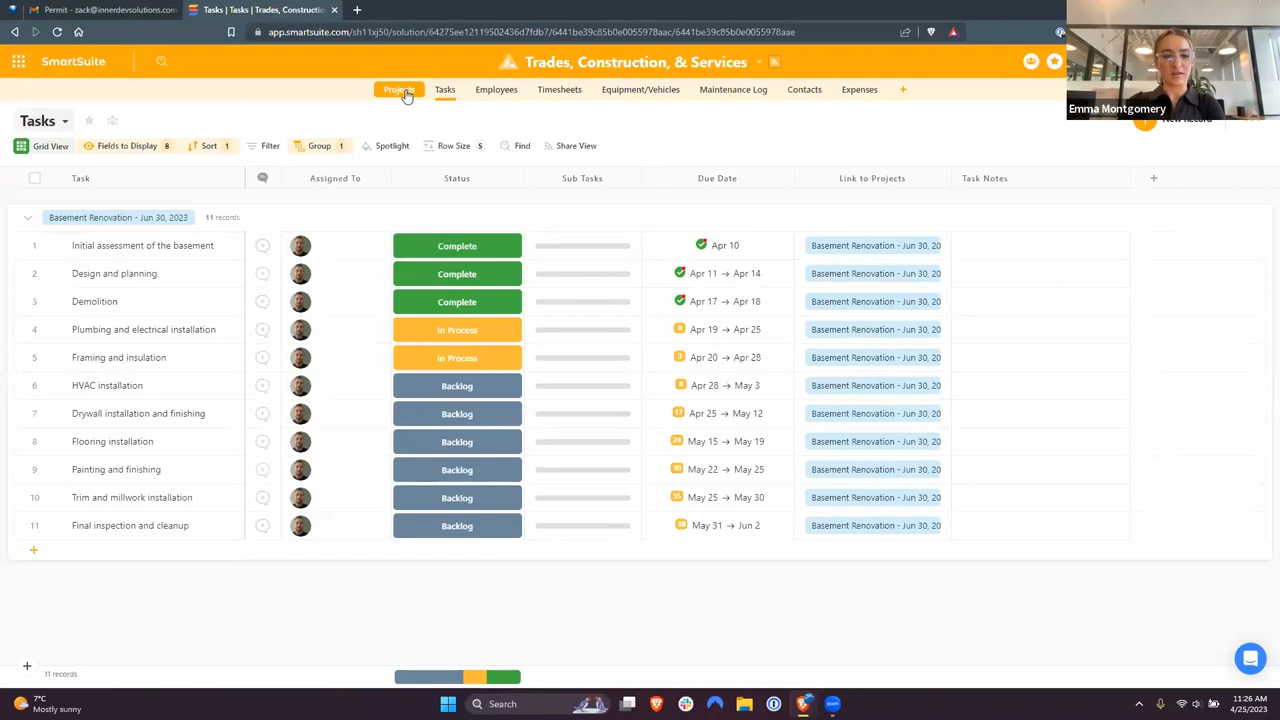 Permit - zack@innerdevsolutions.com
Tasks | Tasks | Trades, Constructi
app.smartsuite.com/sh11xj50/solution/64275ee12119502436d7fdb7/6441be39c85b0e0055978aac/6441be39c85b0e0055978aae
SmartSuite
Trades, Construction, & Services
Emma Montgomery
Projects Tasks Employees Timesheets Equipment/Vehicles Maintenance Log Contacts Expenses
Tasks
New Record
Grid View Fields to Display 8 Sort 1 Filter Group 1 Spotlight Find Row Size S Share View
Task Assigned To Status Sub Tasks Due Date Link to Projects Task Notes
Basement Renovation - Jun 30, 2023 11 records
1 Initial assessment of the basement Complete Apr 10 Basement Renovation - Jun 30, 20
2 Design and planning Complete Apr 11 → Apr 14 Basement Renovation - Jun 30, 20
3 Demolition Complete Apr 17 → Apr 18 Basement Renovation - Jun 30, 20
4 Plumbing and electrical installation In Process Apr 19 → Apr 25 Basement Renovation - Jun 30, 20
5 Framing and insulation In Process 3 Apr 20 → Apr 28 Basement Renovation - Jun 30, 20
6 HVAC installation Backlog Apr 28 → May 3 Basement Renovation - Jun 30, 20
7 Drywall installation and finishing Backlog 17 Apr 25 → May 12 Basement Renovation - Jun 30, 20
8 Flooring installation Backlog 24 May 15 → May 19 Basement Renovation - Jun 30, 20
9 Painting and finishing Backlog 30 May 22 → May 25 Basement Renovation - Jun 30, 20
10 Trim and millwork installation Backlog 35 May 25 → May 30 Basement Renovation - Jun 30, 20
11 Final inspection and cleanup Backlog 38 May 31 → Jun 2 Basement Renovation - Jun 30, 20
11 records
7°C
Mostly sunny
Search
11:26 AM
4/25/2023